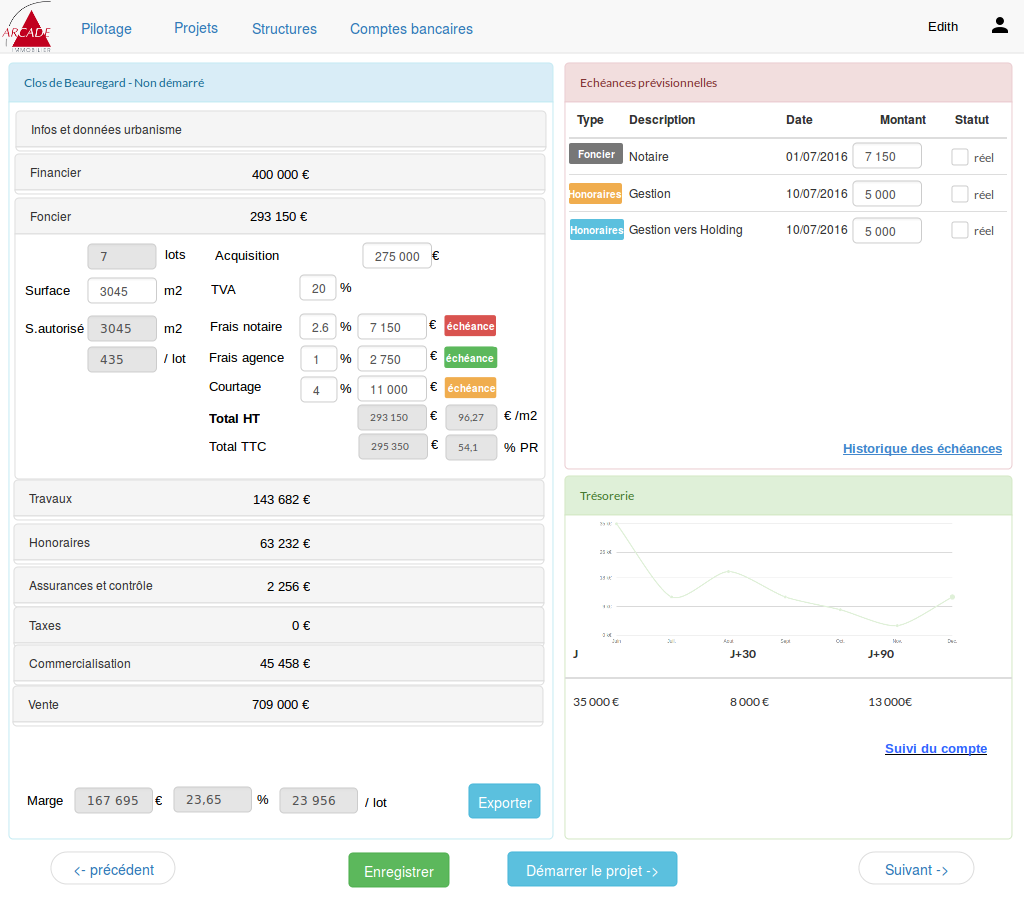 ARCADE
IMMOBILIER
Pilotage Projets Structures Comptes bancaires Edith
Clos de Beauregard - Non démarré
Infos et données urbanisme
Financier 400 000 €
Foncier 293 150 €
7 lots Acquisition 275 000 €
Surface 3045 m2 TVA 20 %
S.autorisé 3045 m2 Frais notaire 2.6 % 7 150 € échéance
435 / lot Frais agence 1 % 2 750 € échéance
Courtage 4 % 11 000 € échéance
Total HT 293 150 € 96,27 € /m2
Total TTC 295 350 € 54,1 % PR
Travaux 143 682 €
Honoraires 63 232 €
Assurances et contrôle 2 256 €
Taxes 0 €
Commercialisation 45 458 €
Vente 709 000 €
Marge 167 695 € 23,65 % 23 956 / lot
Exporter
Echéances prévisionnelles
Type Description Date Montant Statut
Foncier Notaire 01/07/2016 7 150 réel
Honoraires Gestion 10/07/2016 5 000 réel
Honoraires Gestion vers Holding 10/07/2016 5 000 réel
Historique des échéances
Trésorerie
Juin Juil. Août Sept Oct. Nov. Dec.
J J+30 J+90
35 000 € 8 000 € 13 000€
Suivi du compte
<- précédent Enregistrer Démarrer le projet -> Suivant ->